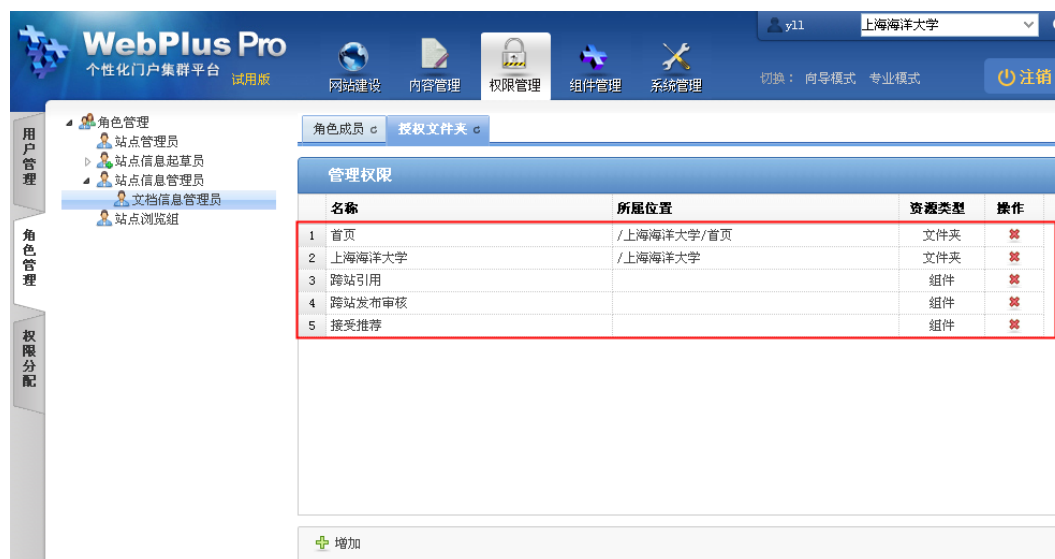 yll 上海海洋大学
WebPlus Pro
个性化门户集群平台 试用版
网站建设 内容管理 权限管理 组件管理 系统管理
切换： 向导模式 专业模式
注销
用户管理
角色管理
权限分配
角色管理
站点管理员
站点信息起草员
站点信息管理员
文档信息管理员
站点浏览组
角色成员 授权文件夹
管理权限
名称 所属位置 资源类型 操作
1 首页 /上海海洋大学/首页 文件夹
2 上海海洋大学 /上海海洋大学 文件夹
3 跨站引用 组件
4 跨站发布审核 组件
5 接受推荐 组件
增加